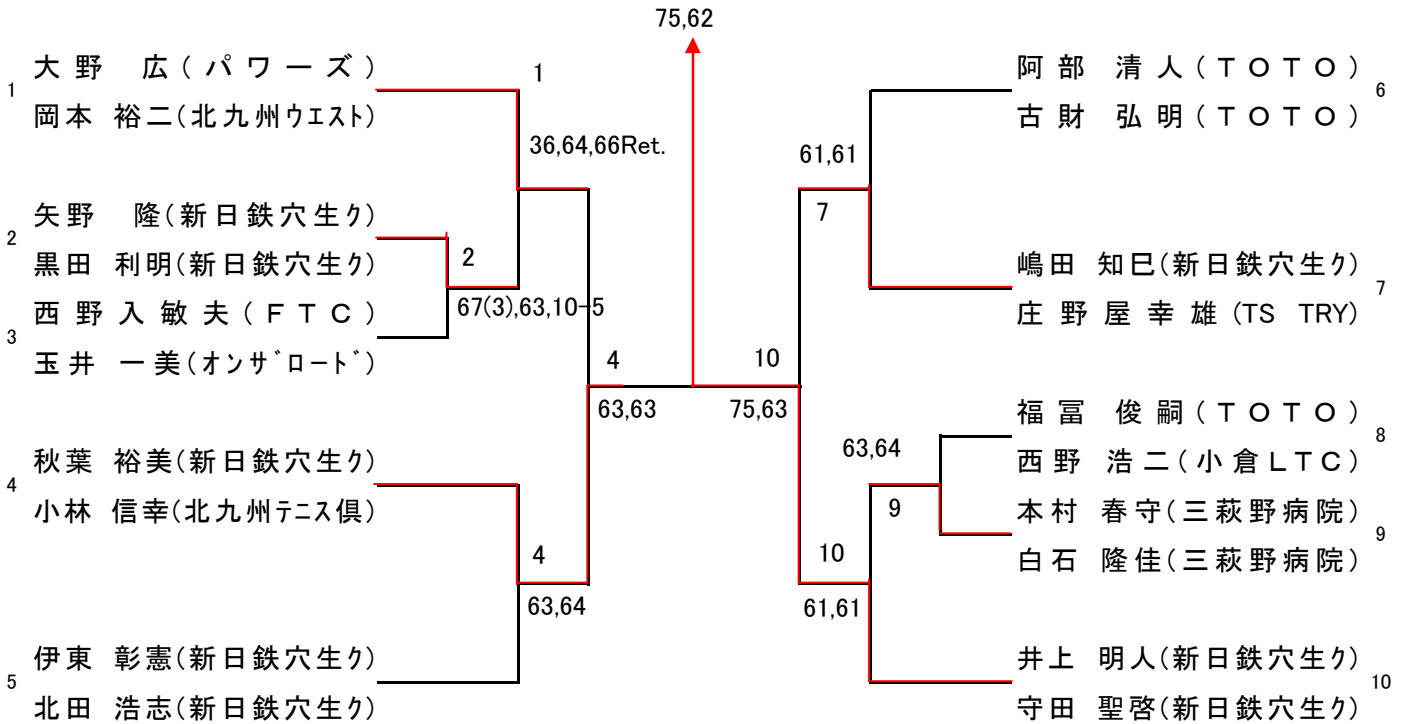 75,62
1
大野 広(パワーズ)
岡本 裕二(北九州ウエスト)
1
36,64,66Ret.
2
矢野 隆(新日鉄穴生ク)
黒田 利明(新日鉄穴生ク)
2
67(3),63,10-5
3
西野入敏夫(FTC)
玉井 一美(オンザロード)
4
63,63
4
秋葉 裕美(新日鉄穴生ク)
小林 信幸(北九州テニス倶)
4
63,64
5
伊東 彰憲(新日鉄穴生ク)
北田 浩志(新日鉄穴生ク)
阿部 清人(TOTO)
古財 弘明(TOTO)
6
61,61
7
嶋田 知巳(新日鉄穴生ク)
庄野屋幸雄(TS TRY)
7
10
75,63
福冨 俊嗣(TOTO)
西野 浩二(小倉LTC)
8
63,64
9
本村 春守(三萩野病院)
白石 隆佳(三萩野病院)
9
10
61,61
井上 明人(新日鉄穴生ク)
守田 聖啓(新日鉄穴生ク)
10